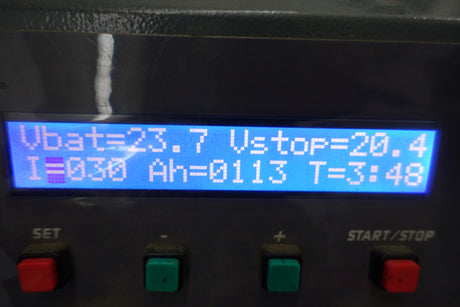 Vbat=23.7 Vstop=20.4
I=030 Ah=0113 T=3:48
SET - + START/STOP